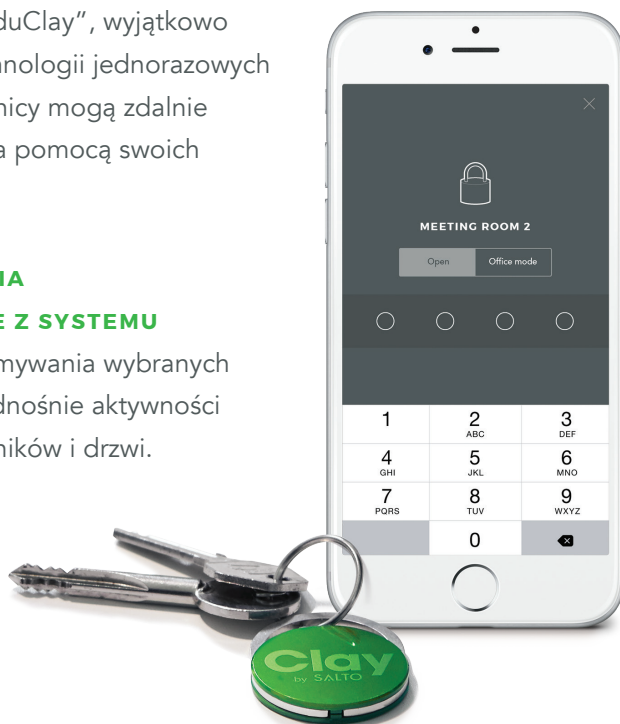 duClay”, wyjątkowo
nologii jednorazowych
nicy mogą zdalnie
a pomocą swoich
IA
E Z SYSTEMU
mywania wybranych
dnośnie aktywności
ników i drzwi.
MEETING ROOM 2
Open Office mode
1 2 3
ABC DEF
4 5 6
GHI JKL MNO
7 8 9
PQRS TUV WXYZ
0
Clay
by SALTO